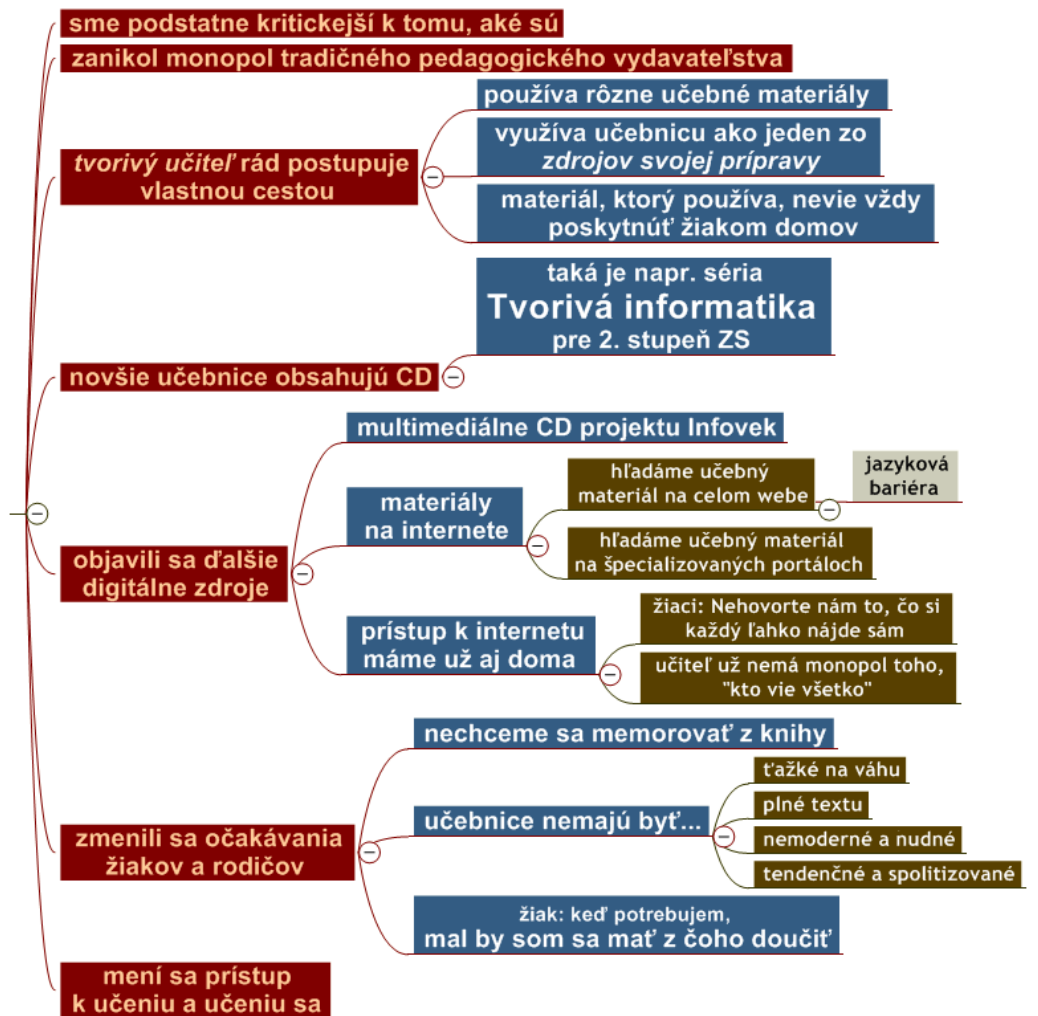 sme podstatne kritickejší k tomu, aké sú
zanikol monopol tradičného pedagogického vydavateľstva
tvorivý učiteľ rád postupuje
vlastnou cestou
používa rôzne učebné materiály
využíva učebnicu ako jeden zo
zdrojov svojej prípravy
materiál, ktorý používa, nevie vždy
poskytnúť žiakom domov
novšie učebnice obsahujú CD
taká je napr. séria
Tvorivá informatika
pre 2. stupeň ZS
objavili sa ďalšie
digitálne zdroje
multimediálne CD projektu Infovek
materiály
na internete
hľadáme učebný
materiál na celom webe
jazyková
bariéra
hľadáme učebný materiál
na špecializovaných portáloch
prístup k internetu
máme už aj doma
žiaci: Nehovorte nám to, čo si
každý ľahko nájde sám
učiteľ už nemá monopol toho,
"kto vie všetko"
zmenili sa očakávania
žiakov a rodičov
nechceme sa memorovať z knihy
učebnice nemajú byť...
ťažké na váhu
plné textu
nemoderné a nudné
tendenčné a spolitizované
žiak: keď potrebujem,
mal by som sa mať z čoho doučiť
mení sa prístup
k učeniu a učeniu sa